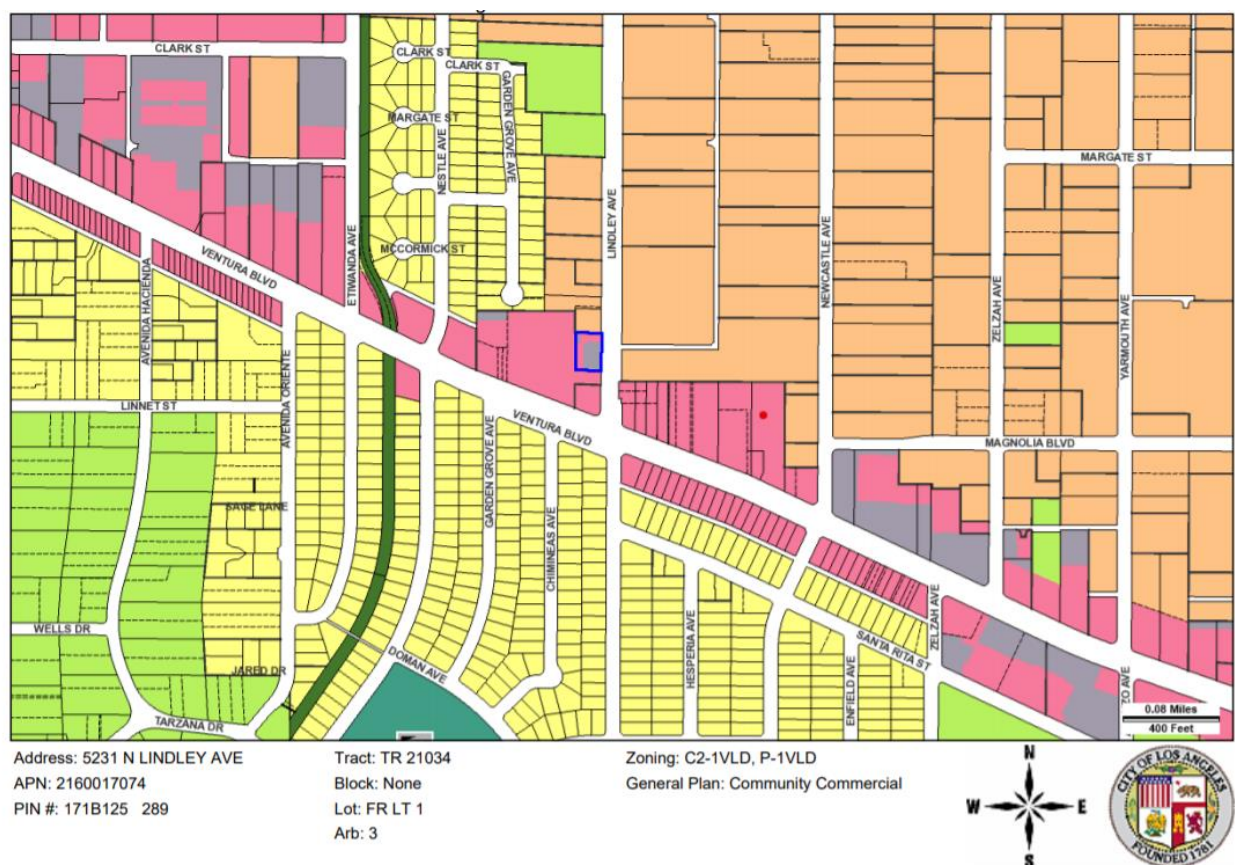 CLARK ST
CLARK ST
CLARK ST
GARDEN GROVE AVE
MARGATE ST
NESTLE AVE
MARGATE ST
LINDLEY AVE
MCCORMICK ST
VENTURA BLVD
ETIWANDA AVE
NEWCASTLE AVE
ZELZAH AVE
YARMOUTH AVE
AVENIDA HACIENDA
AVENIDA ORIENTE
LINNET ST
VENTURA BLVD
GARDEN GROVE AVE
MAGNOLIA BLVD
CHIMINEAS AVE
SAGE LANE
WELLS DR
DOMAN AVE
JARED DR
TARZANA DR
HESPERIA AVE
ENFIELD AVE
SANTA RITA ST
ZELZAH AVE
ZO AVE
0.08 Miles
400 Feet
Address: 5231 N LINDLEY AVE
APN: 2160017074
PIN #: 171B125 289
Tract: TR 21034
Block: None
Lot: FR LT 1
Arb: 3
Zoning: C2-1VLD, P-1VLD
General Plan: Community Commercial
N
W
E
S
CITY OF LOS ANGELES
FOUNDED 1781